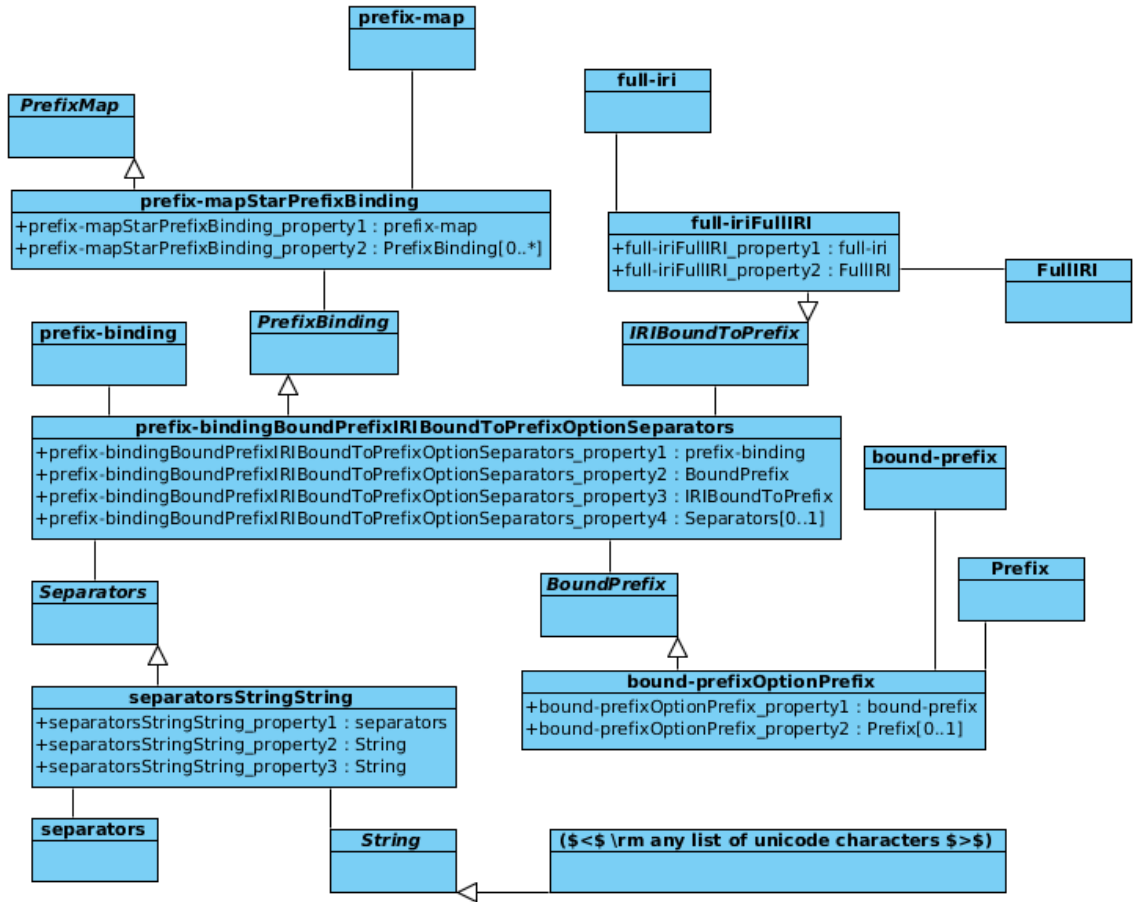 prefix-map
full-iri
PrefixMap
prefix-mapStarPrefixBinding
+prefix-mapStarPrefixBinding_property1 : prefix-map
+prefix-mapStarPrefixBinding_property2 : PrefixBinding[0..*]
full-iriFullIRI
+full-iriFullIRI_property1 : full-iri
+full-iriFullIRI_property2 : FullIRI
FullIRI
PrefixBinding
prefix-binding
IRIBoundToPrefix
prefix-bindingBoundPrefixIRIBoundToPrefixOptionSeparators
+prefix-bindingBoundPrefixIRIBoundToPrefixOptionSeparators_property1 : prefix-binding
+prefix-bindingBoundPrefixIRIBoundToPrefixOptionSeparators_property2 : BoundPrefix
+prefix-bindingBoundPrefixIRIBoundToPrefixOptionSeparators_property3 : IRIBoundToPrefix
+prefix-bindingBoundPrefixIRIBoundToPrefixOptionSeparators_property4 : Separators[0..1]
bound-prefix
Prefix
Separators
BoundPrefix
separatorsStringString
+separatorsStringString_property1 : separators
+separatorsStringString_property2 : String
+separatorsStringString_property3 : String
bound-prefixOptionPrefix
+bound-prefixOptionPrefix_property1 : bound-prefix
+bound-prefixOptionPrefix_property2 : Prefix[0..1]
separators
String
($<$ \rm any list of unicode characters $>$)